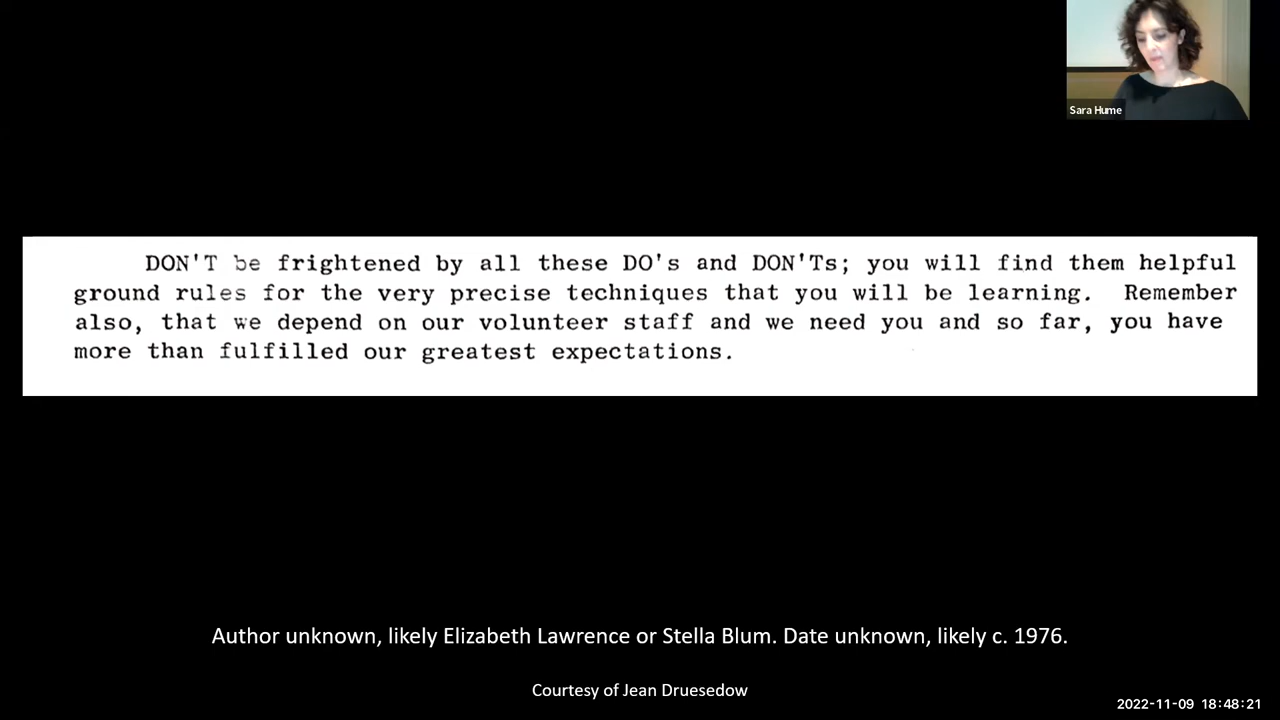 Sara Hume
DON'T be frightened by all these DO's and DON'Ts; you will find them helpful
ground rules for the very precise techniques that you will be learning. Remember
also, that we depend on our volunteer staff and we need you and so far, you have
more than fulfilled our greatest expectations.
Author unknown, likely Elizabeth Lawrence or Stella Blum. Date unknown, likely c. 1976.
Courtesy of Jean Druesedow
2022-11-09 18:48:21